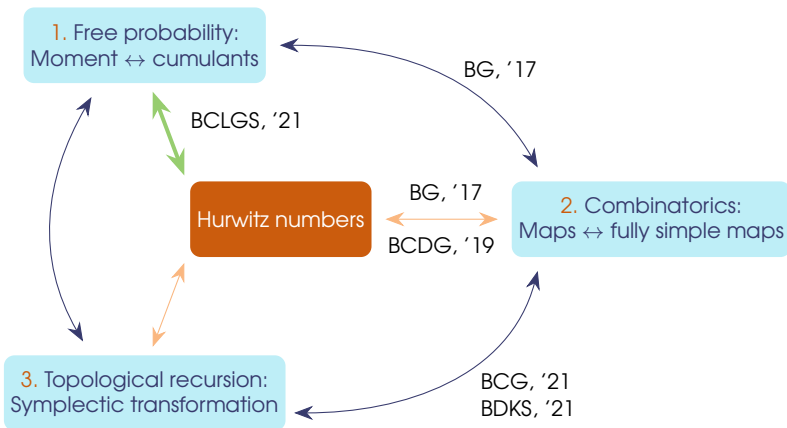 1. Free probability:
Moment ↔ cumulants
BG, ’17
BCLGS, ’21
Hurwitz numbers
BG, ’17
BCDG, ’19
2. Combinatorics:
Maps ↔ fully simple maps
3. Topological recursion:
Symplectic transformation
BCG, ’21
BDKS, ’21